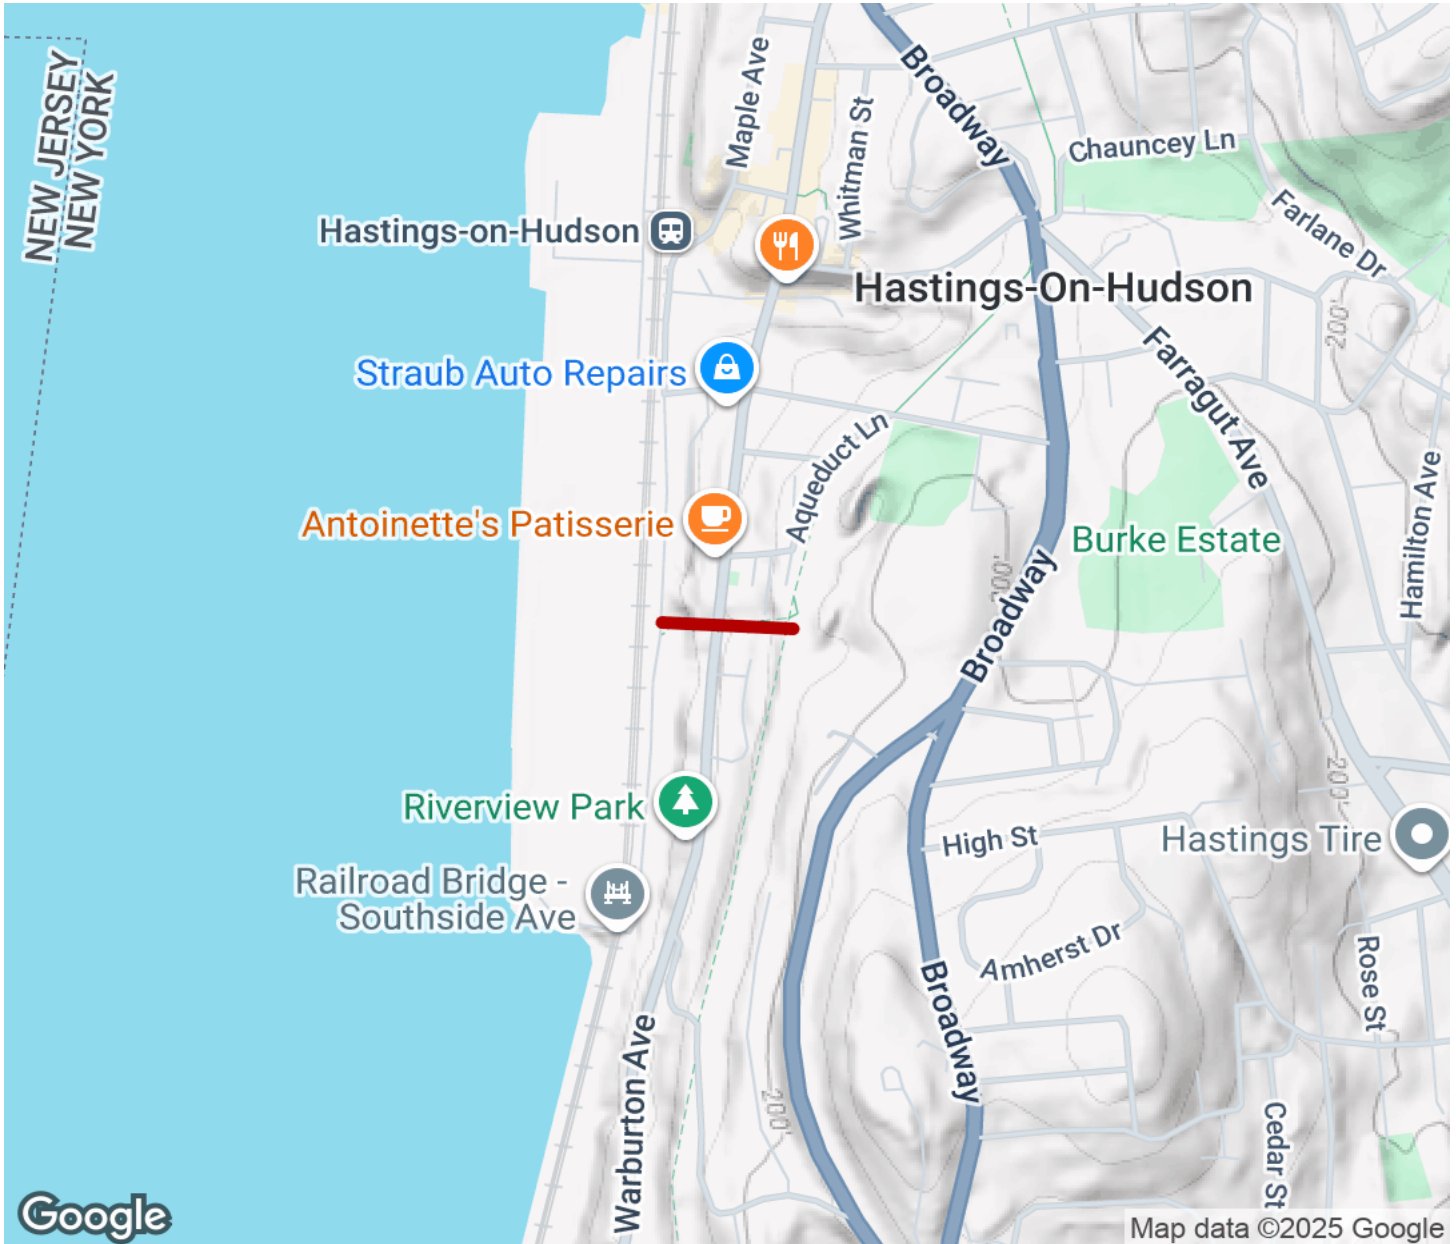 NEW JERSEY
NEW YORK
Maple Ave
Whitman St
Broadway
Chauncey Ln
Farlane Dr
Hastings-on-Hudson
Hastings-On-Hudson
200'
Straub Auto Repairs
Farragut Ave
Aqueduct Ln
Hamilton Ave
Antoinette's Patisserie
Burke Estate
200'
Broadway
200'
Riverview Park
High St
Hastings Tire
Railroad Bridge -
Southside Ave
Amherst Dr
Rose St
Broadway
Warburton Ave
200'
Cedar St
Google
Map data ©2025 Google